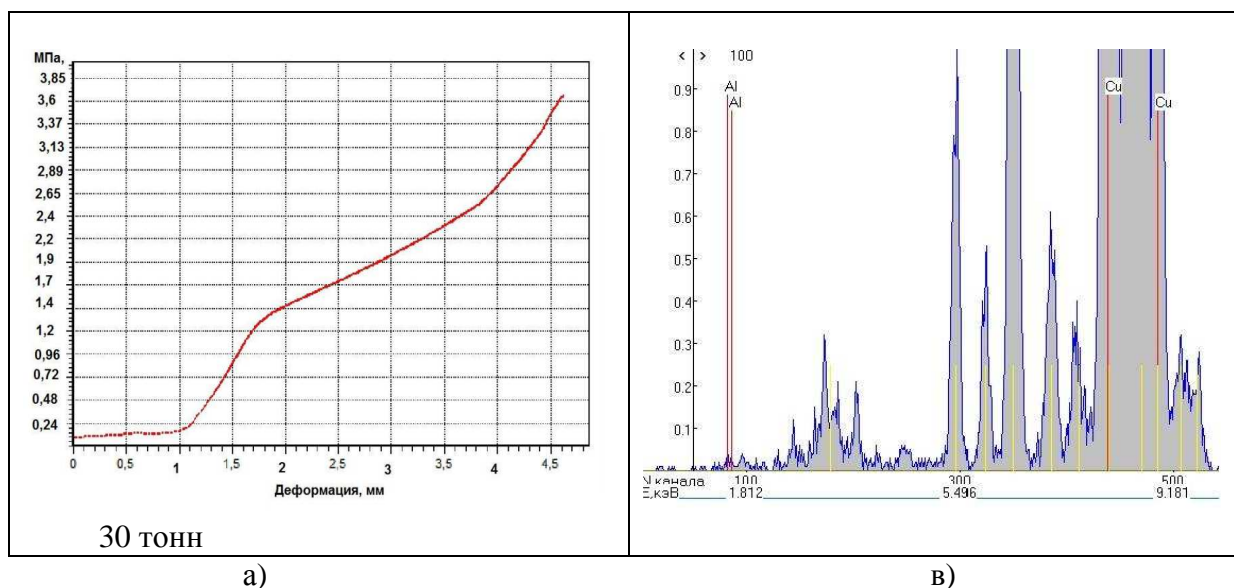 МПа,
3,85
3,6
3,37
3,13
2,89
2,65
2,4
2,2
1,9
1,7
1,4
1,2
0,96
0,72
0,48
0,24
0 0,5 1 1,5 2 2,5 3 3,5 4 4,5
Деформация, мм
30 тонн
а)
< > 100
0.9
0.8
0.7
0.6
0.5
0.4
0.3
0.2
0.1
Al
Al
Cu
Cu
N канала 100 300 500
E,кэВ 1.812 5.496 9.181
в)